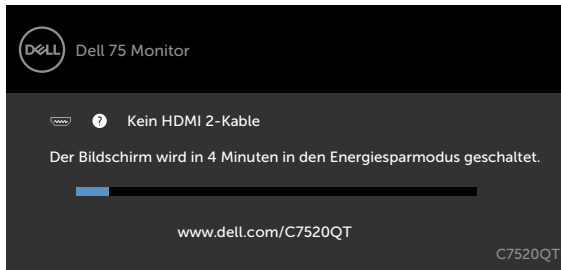 DELL
Dell 75 Monitor
? Kein HDMI 2-Kable
Der Bildschirm wird in 4 Minuten in den Energiesparmodus geschaltet.
www.dell.com/C7520QT
C7520QT